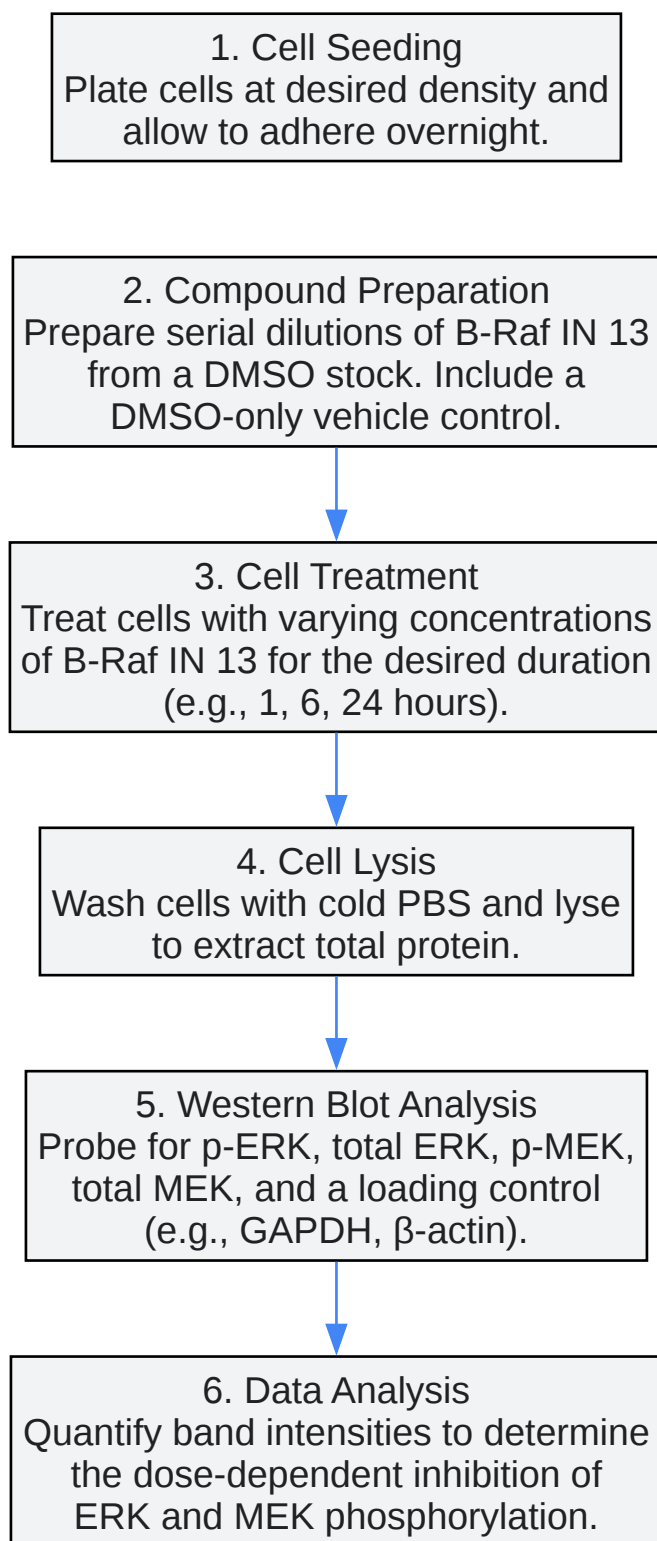 1. Cell Seeding
Plate cells at desired density and
allow to adhere overnight.
2. Compound Preparation
Prepare serial dilutions of B-Raf IN 13
from a DMSO stock. Include a
DMSO-only vehicle control.
3. Cell Treatment
Treat cells with varying concentrations
of B-Raf IN 13 for the desired duration
(e.g., 1, 6, 24 hours).
4. Cell Lysis
Wash cells with cold PBS and lyse
to extract total protein.
5. Western Blot Analysis
Probe for p-ERK, total ERK, p-MEK,
total MEK, and a loading control
(e.g., GAPDH, β-actin).
6. Data Analysis
Quantify band intensities to determine
the dose-dependent inhibition of
ERK and MEK phosphorylation.